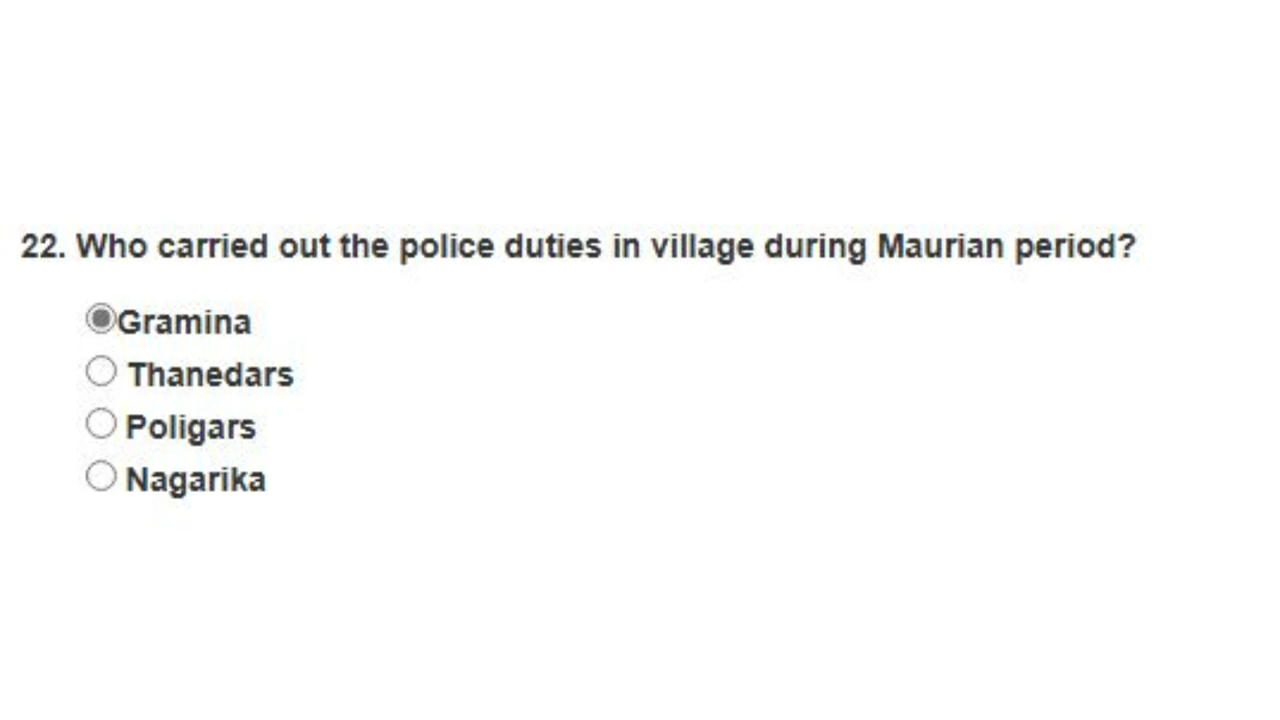 22. Who carried out the police duties in village during Maurian period?
Gramina
Thanedars
Poligars
Nagarika